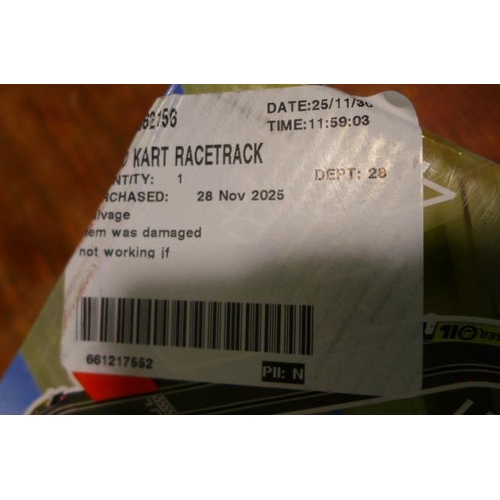 62156 DATE:25/11/30
TIME:11:59:03
KART RACETRACK
NTITY: 1 DEPT: 28
RCHASED: 28 Nov 2025
lvage
em was damaged
not working if
661217552
PII: N
OIL